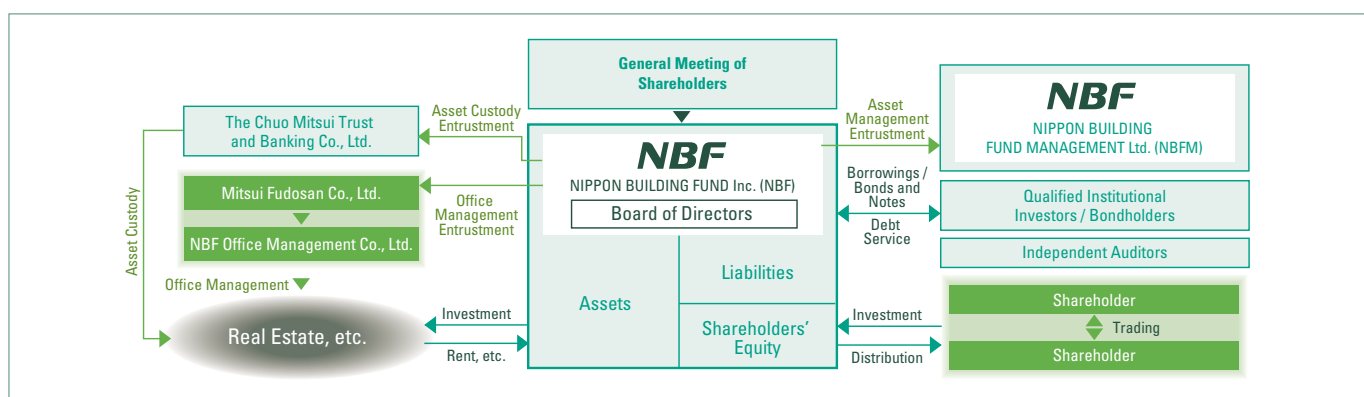 General Meeting of
Shareholders
Asset Custody
Entrustment
The Chuo Mitsui Trust
and Banking Co., Ltd.
Asset Custody
Mitsui Fudosan Co., Ltd.
NBF Office Management Co., Ltd.
Office
Management
Entrustment
Office Management
Real Estate, etc.
Investment
Rent, etc.
NBF
NIPPON BUILDING FUND Inc. (NBF)
Board of Directors
Assets
Liabilities
Shareholders'
Equity
Asset
Management
Entrustment
NBF
NIPPON BUILDING
FUND MANAGEMENT Ltd. (NBFM)
Borrowings /
Bonds and
Notes
Debt
Service
Qualified Institutional
Investors / Bondholders
Independent Auditors
Investment
Distribution
Shareholder
Trading
Shareholder